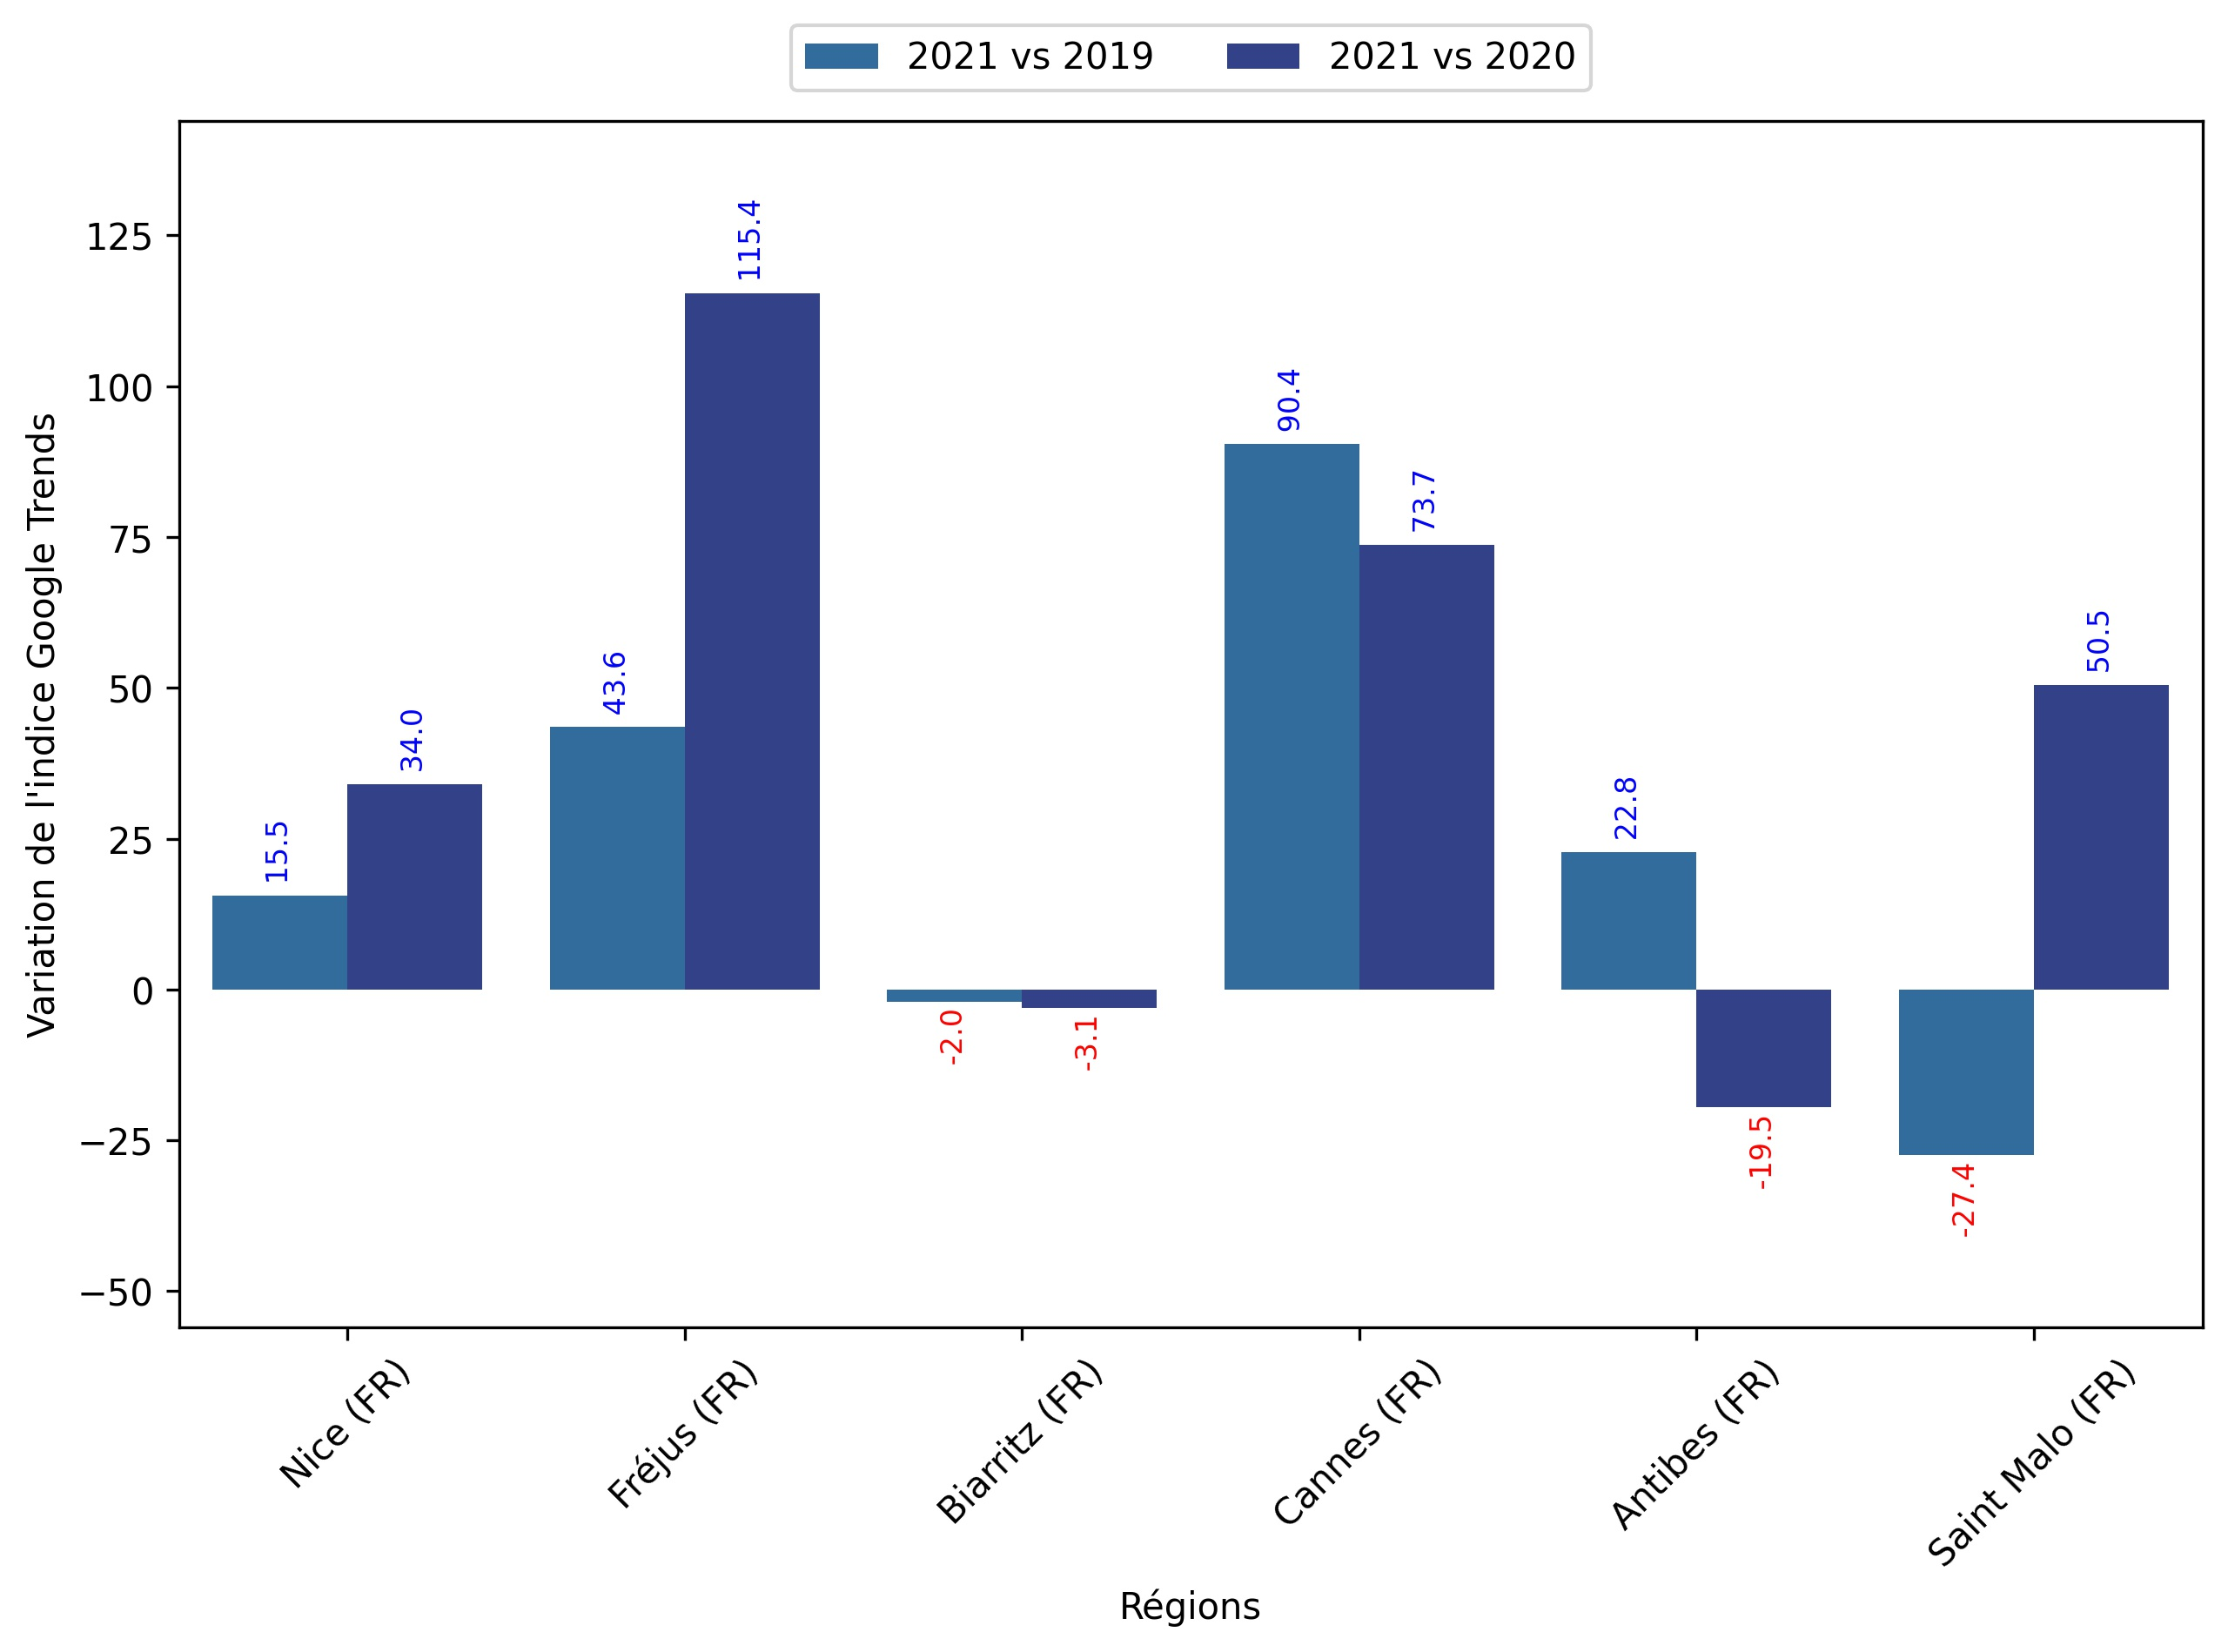 2021 vs 2019
2021 vs 2020
Variation de l'indice Google Trends
125
100
75
50
25
0
−25
−50
15.5
34.0
43.6
115.4
-2.0
-3.1
90.4
73.7
22.8
-19.5
-27.4
50.5
Nice (FR)
Fréjus (FR)
Biarritz (FR)
Cannes (FR)
Antibes (FR)
Saint Malo (FR)
Régions